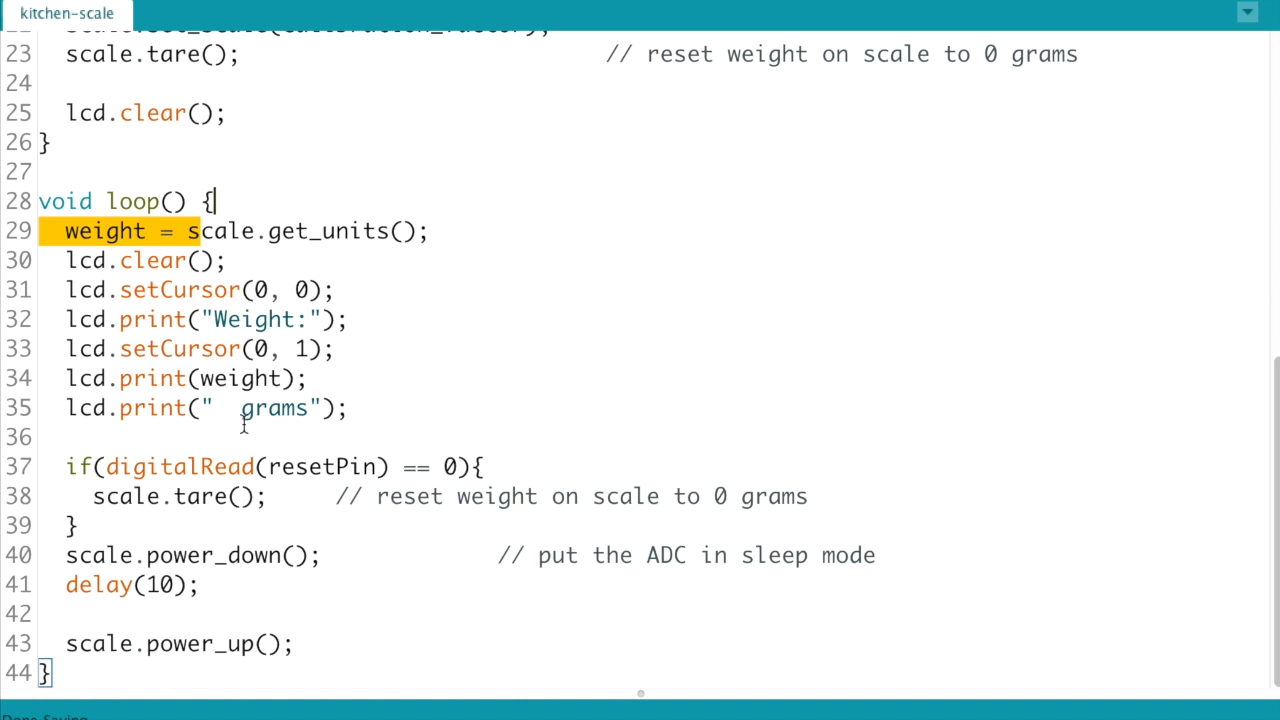 kitchen-scale
23 scale.tare(); // reset weight on scale to 0 grams
24
25 lcd.clear();
26 }
27
28 void loop() {
29 weight = scale.get_units();
30 lcd.clear();
31 lcd.setCursor(0, 0);
32 lcd.print("Weight:");
33 lcd.setCursor(0, 1);
34 lcd.print(weight);
35 lcd.print("  grams");
36
37 if(digitalRead(resetPin) == 0){
38 scale.tare(); // reset weight on scale to 0 grams
39 }
40 scale.power_down(); // put the ADC in sleep mode
41 delay(10);
42
43 scale.power_up();
44 }
Done Saving